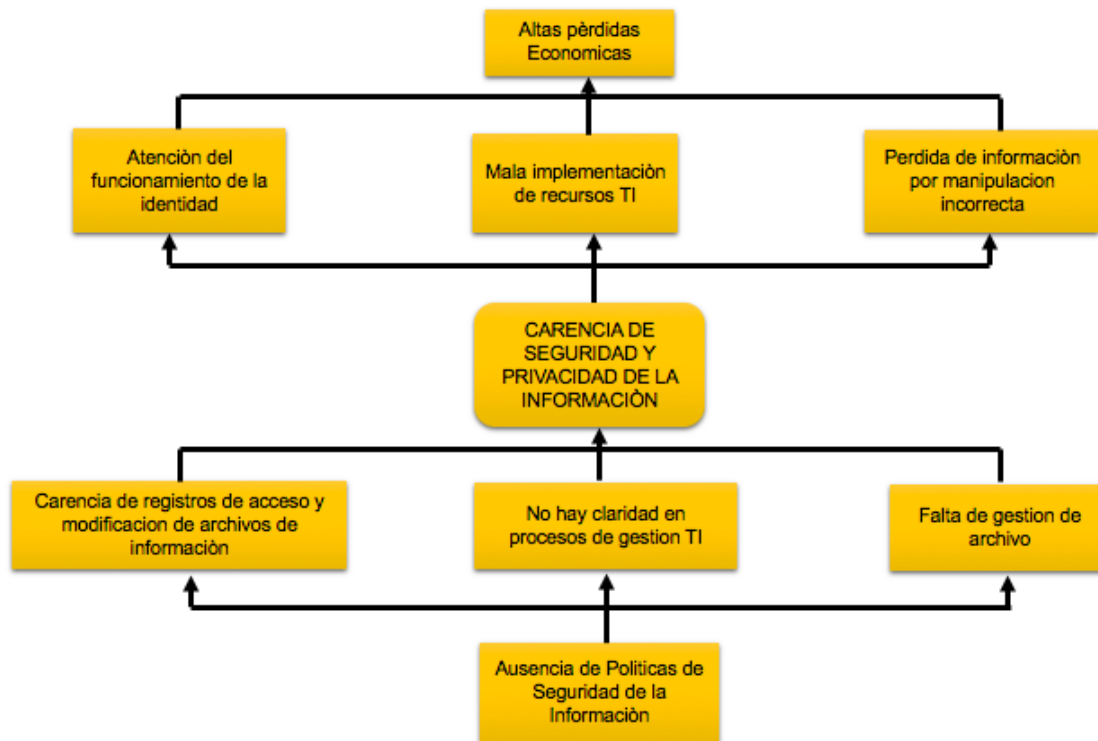 Altas pèrdidas
Economicas
Atenciòn del
funcionamiento de la
identidad
Mala implementaciòn
de recursos TI
Perdida de informaciòn
por manipulacion
incorrecta
CARENCIA DE
SEGURIDAD Y
PRIVACIDAD DE LA
INFORMACIÒN
Carencia de registros de acceso y
modificacion de archivos de
informaciòn
No hay claridad en
procesos de gestion TI
Falta de gestion de
archivo
Ausencia de Politicas de
Seguridad de la
Informaciòn